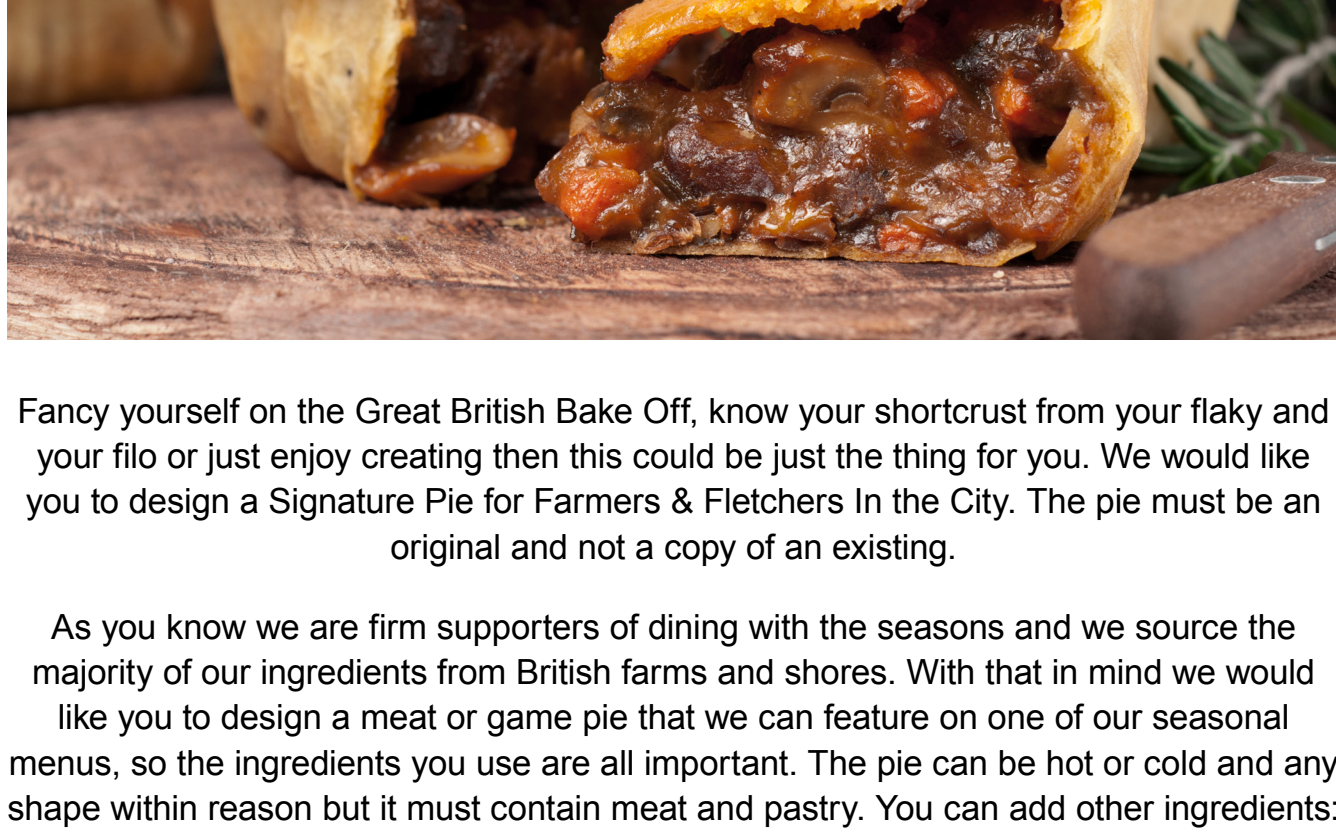 Fancy yourself on the Great British Bake Off, know your shortcrust from your flaky and
your filo or just enjoy creating then this could be just the thing for you. We would like
you to design a Signature Pie for Farmers & Fletchers In the City. The pie must be an
original and not a copy of an existing.
As you know we are firm supporters of dining with the seasons and we source the
majority of our ingredients from British farms and shores. With that in mind we would
like you to design a meat or game pie that we can feature on one of our seasonal
menus, so the ingredients you use are all important. The pie can be hot or cold and any
shape within reason but it must contain meat and pastry. You can add other ingredients: